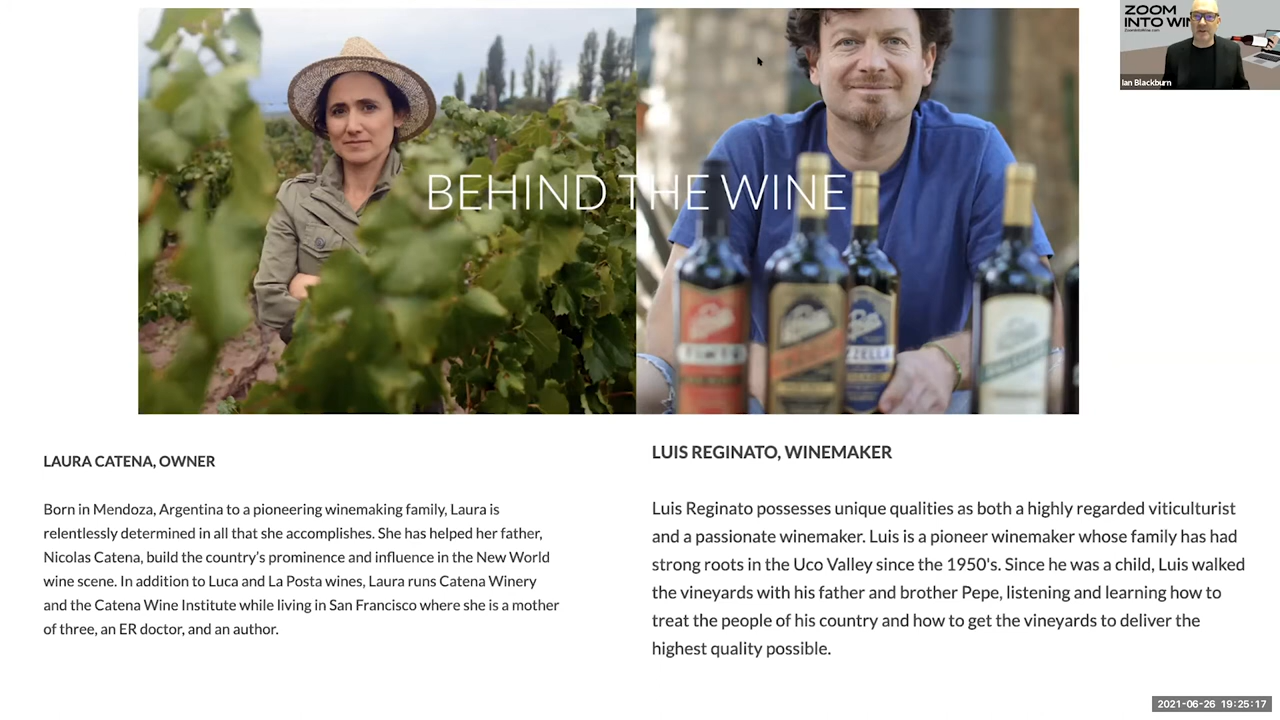 BEHIND THE WINE
ZOOM
INTO
ZoomIntoWine.com
Ian Blackburn
LAURA CATENA, OWNER
Born in Mendoza, Argentina to a pioneering winemaking family, Laura is
relentlessly determined in all that she accomplishes. She has helped her father,
Nicolas Catena, build the country's prominence and influence in the New World
wine scene. In addition to Luca and La Posta wines, Laura runs Catena Winery
and the Catena Wine Institute while living in San Francisco where she is a mother
of three, an ER doctor, and an author.
LUIS REGINATO, WINEMAKER
Luis Reginato possesses unique qualities as both a highly regarded viticulturist
and a passionate winemaker. Luis is a pioneer winemaker whose family has had
strong roots in the Uco Valley since the 1950's. Since he was a child, Luis walked
the vineyards with his father and brother Pepe, listening and learning how to
treat the people of his country and how to get the vineyards to deliver the
highest quality possible.
2021-06-26 19:25:17